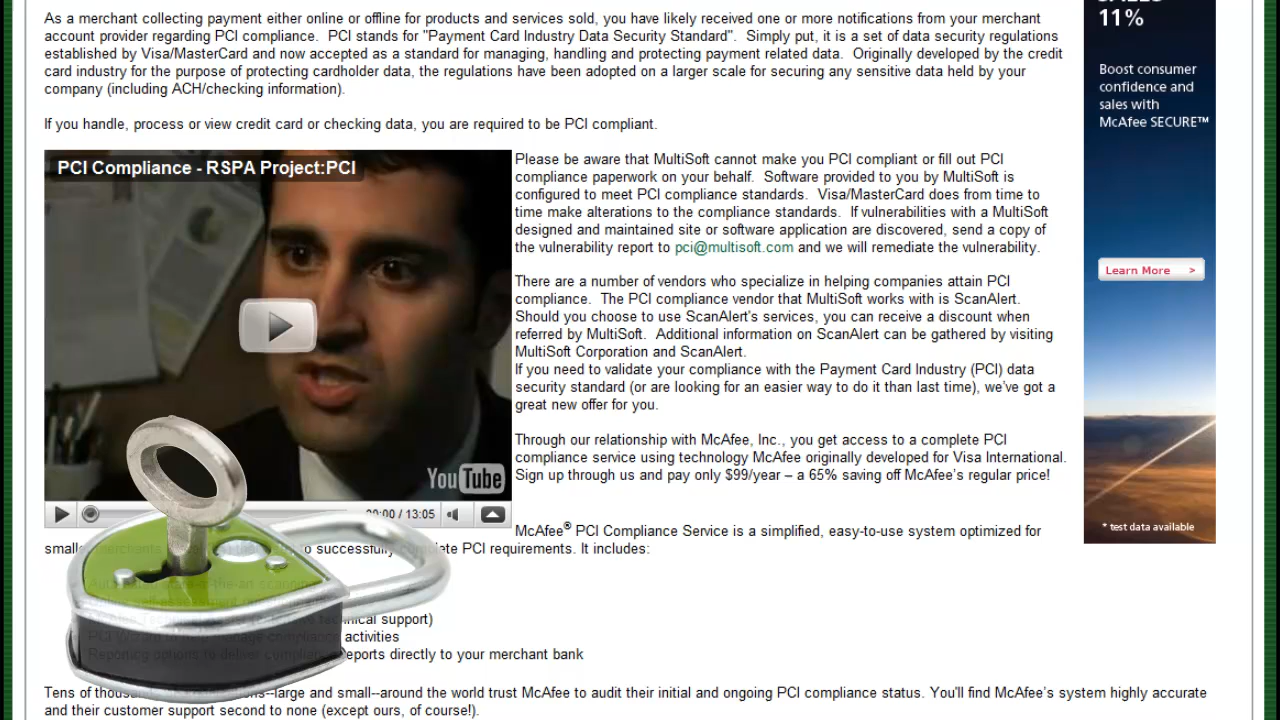 As a merchant collecting payment either online or offline for products and services sold, you have likely received one or more notifications from your merchant
account provider regarding PCI compliance. PCI stands for "Payment Card Industry Data Security Standard". Simply put, it is a set of data security regulations
established by Visa/MasterCard and now accepted as a standard for managing, handling and protecting payment related data. Originally developed by the credit
card industry for the purpose of protecting cardholder data, the regulations have been adopted on a larger scale for securing any sensitive data held by your
company (including ACH/checking information).
If you handle, process or view credit card or checking data, you are required to be PCI compliant.
PCI Compliance - RSPA Project:PCI
YouTube
00:00 / 13:05
Please be aware that MultiSoft cannot make you PCI compliant or fill out PCI
compliance paperwork on your behalf. Software provided to you by MultiSoft is
configured to meet PCI compliance standards. Visa/MasterCard does from time to
time make alterations to the compliance standards. If vulnerabilities with a MultiSoft
designed and maintained site or software application are discovered, send a copy of
the vulnerability report to pci@multisoft.com and we will remediate the vulnerability.
There are a number of vendors who specialize in helping companies attain PCI
compliance. The PCI compliance vendor that MultiSoft works with is ScanAlert.
Should you choose to use ScanAlert's services, you can receive a discount when
referred by MultiSoft. Additional information on ScanAlert can be gathered by visiting
MultiSoft Corporation and ScanAlert.
If you need to validate your compliance with the Payment Card Industry (PCI) data
security standard (or are looking for an easier way to do it than last time), we've got a
great new offer for you.
Through our relationship with McAfee, Inc., you get access to a complete PCI
compliance service using technology McAfee originally developed for Visa International.
Sign up through us and pay only $99/year – a 65% saving off McAfee's regular price!
McAfee® PCI Compliance Service is a simplified, easy-to-use system optimized for
smaller merchants to successfully complete PCI requirements. It includes:
technical support)
PCI compliance activities
Reporting options to deliver compliance reports directly to your merchant bank
Tens of --large and small--around the world trust McAfee to audit their initial and ongoing PCI compliance status. You'll find McAfee's system highly accurate
and their customer support second to none (except ours, of course!).
11%
Boost consumer
confidence and
sales with
McAfee SECURE™
Learn More >
* test data available